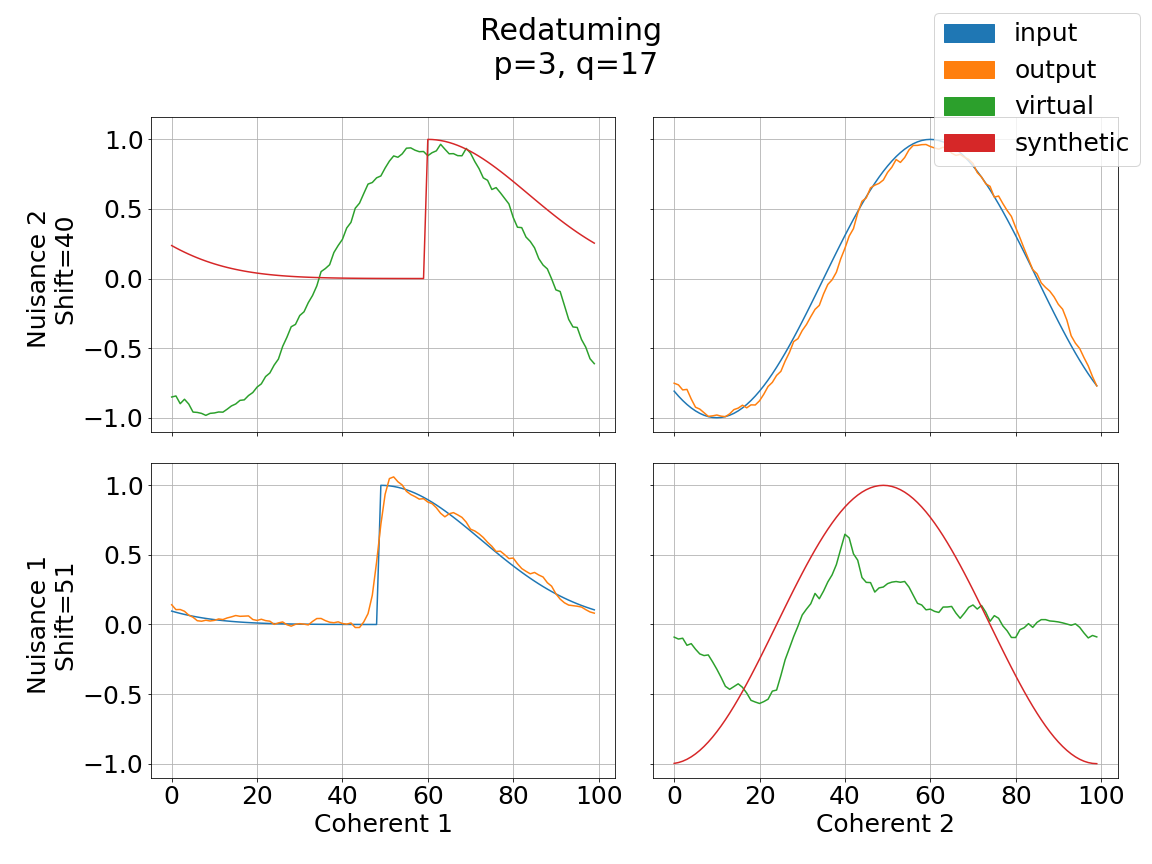 Redatuming
p=3, q=17
input
output
virtual
synthetic
Nuisance 2
Shift=40
1.0
0.5
0.0
−0.5
−1.0
Nuisance 1
Shift=51
1.0
0.5
0.0
−0.5
−1.0
0 20 40 60 80 100
0 20 40 60 80 100
Coherent 1
Coherent 2